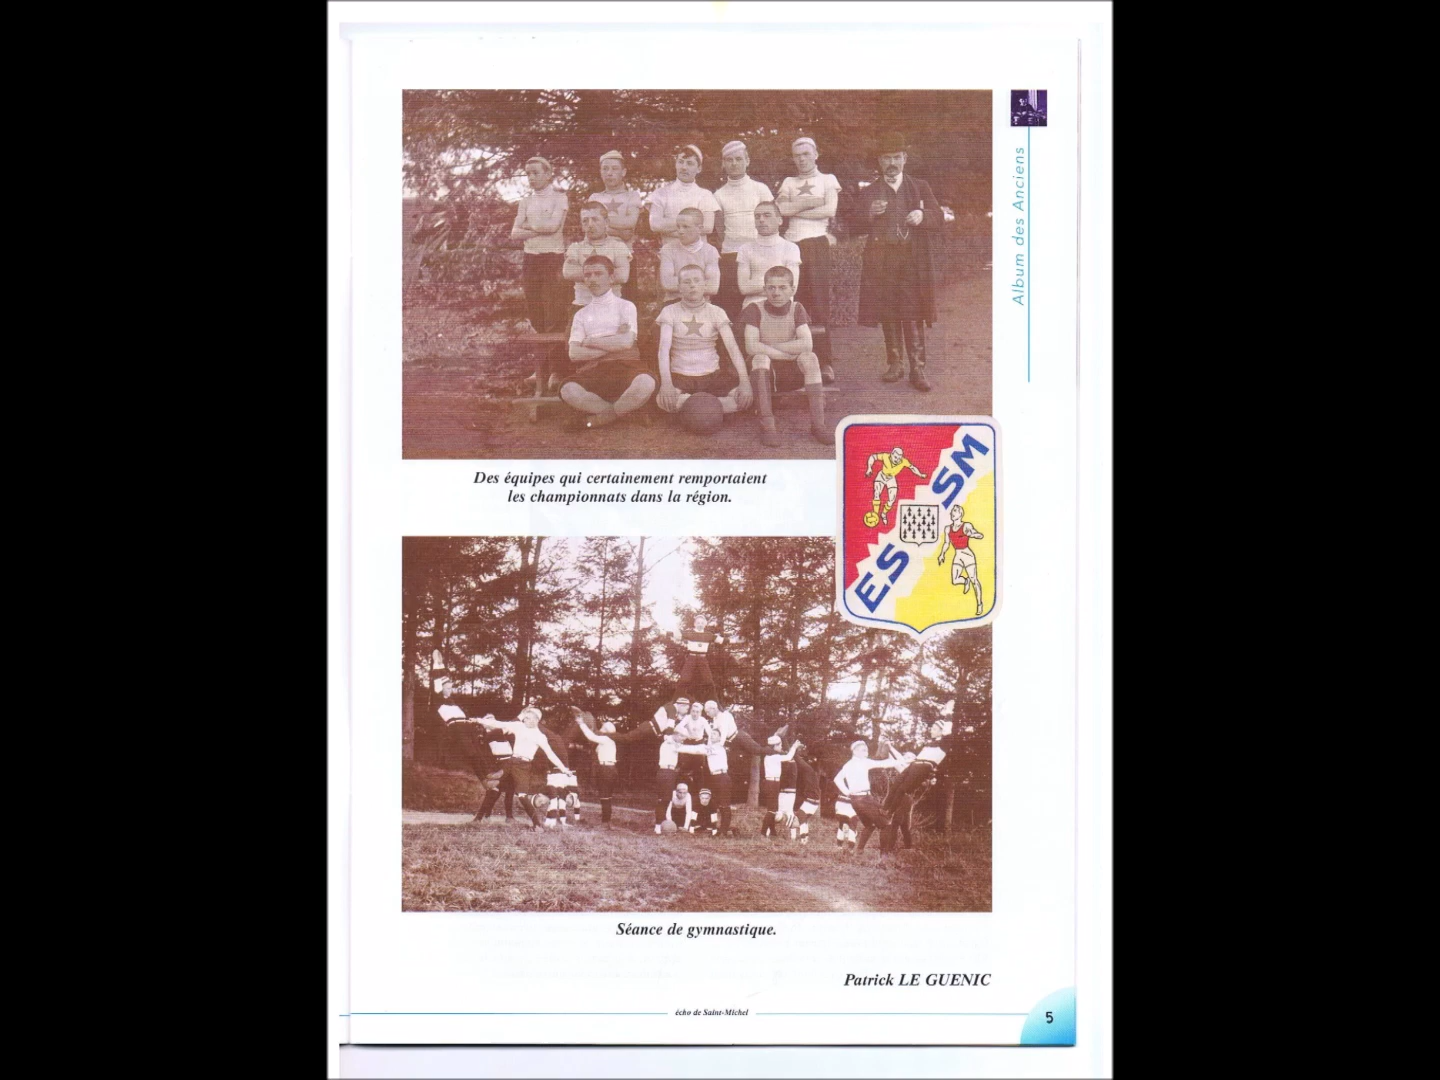 Album des Anciens
Des équipes qui certainement remportaient
les championnats dans la région.
ES SM
Séance de gymnastique.
Patrick LE GUENIC
écho de Saint-Michel
5